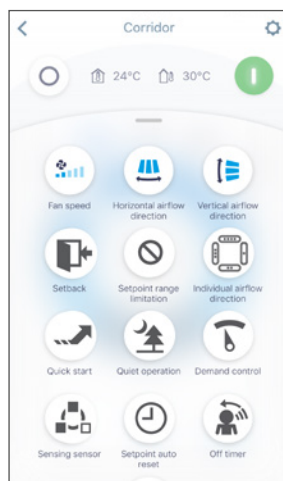 Corridor
24°C 30°C
Fan speed
Horizontal airflow
direction
Vertical airflow
direction
Setback
Setpoint range
limitation
Individual airflow
direction
Quick start
Quiet operation
Demand control
Sensing sensor
Setpoint auto
reset
Off timer